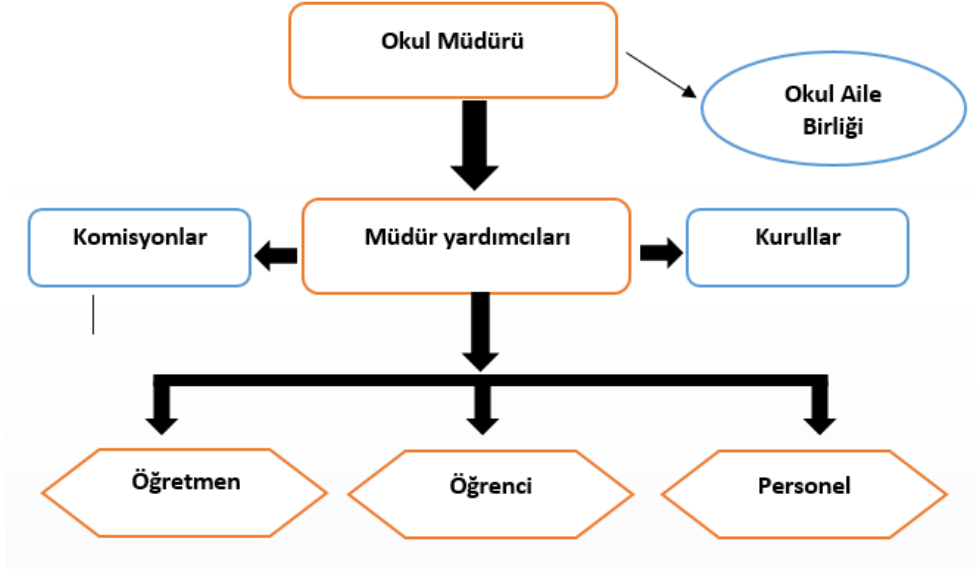 Okul Müdürü
Okul Aile
Birliği
Komisyonlar
Müdür yardımcıları
Kurullar
Öğretmen
Öğrenci
Personel